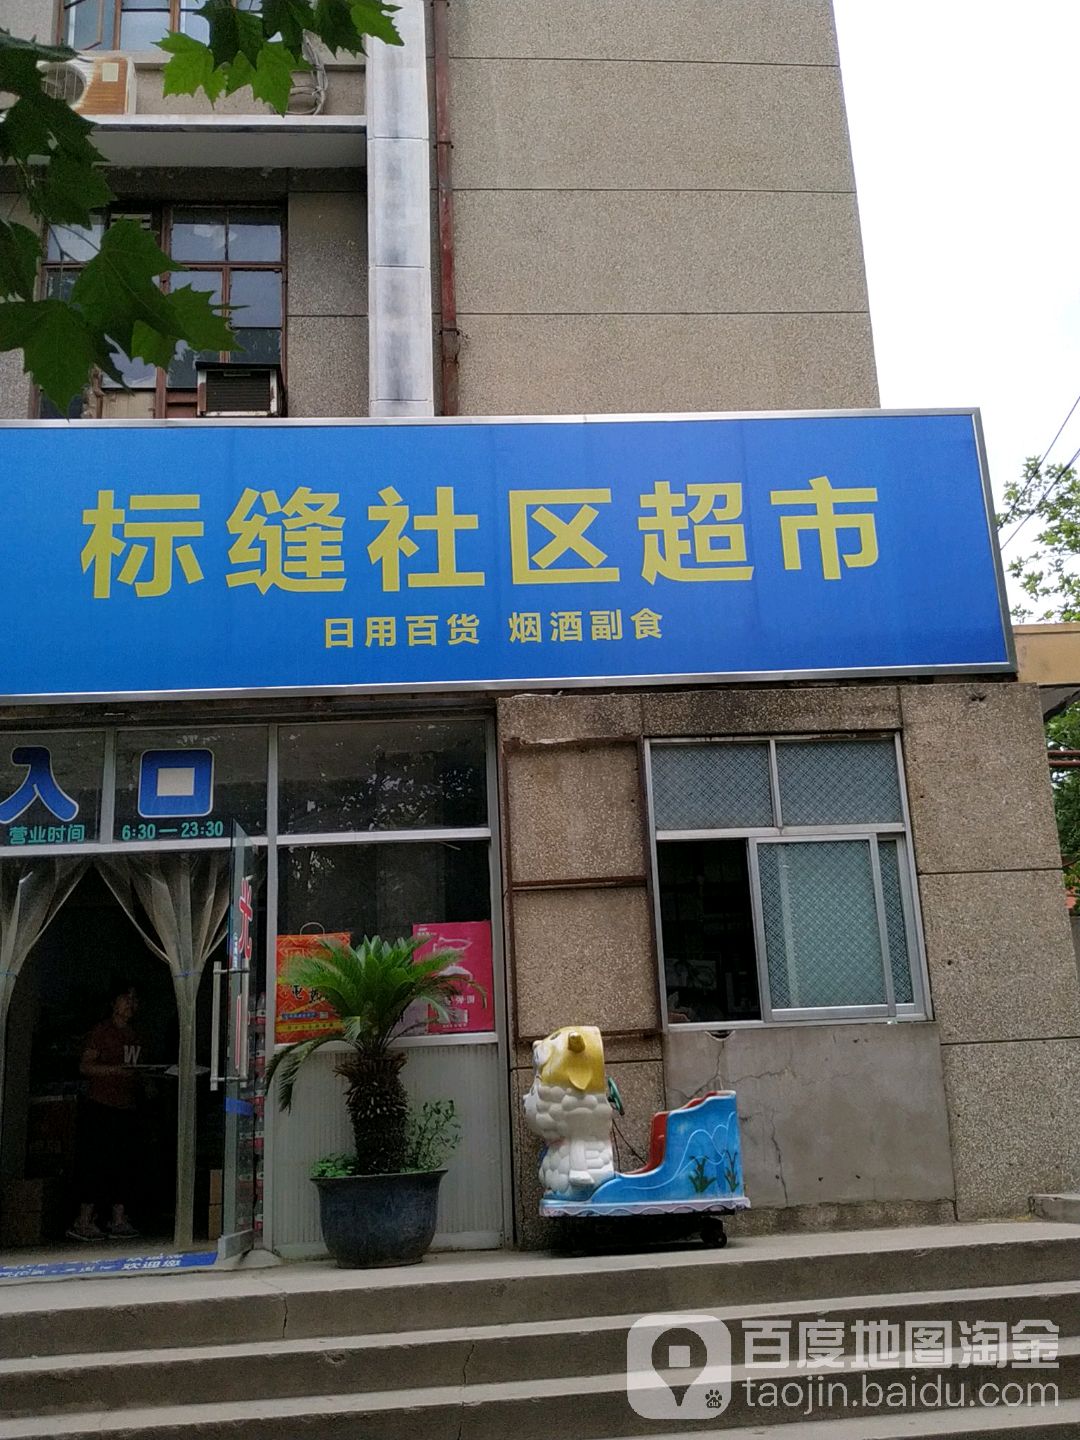 标缝社区超市
日用百货 烟酒副食
入口
营业时间 6:30—23:30
光
W
欢迎您
百度地图淘金
taojin.baidu.com